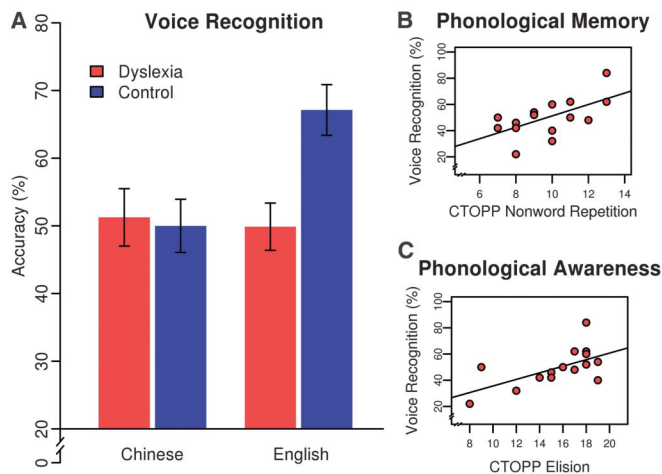 A
Voice Recognition
Dyslexia
Control
Accuracy (%)
80
70
60
50
40
30
20
0
Chinese
English
B
Phonological Memory
Voice Recognition (%)
100
80
60
40
20
6 8 10 12 14
CTOPP Nonword Repetition
C
Phonological Awareness
Voice Recognition (%)
100
80
60
40
20
8 10 12 14 16 18 20
CTOPP Elision